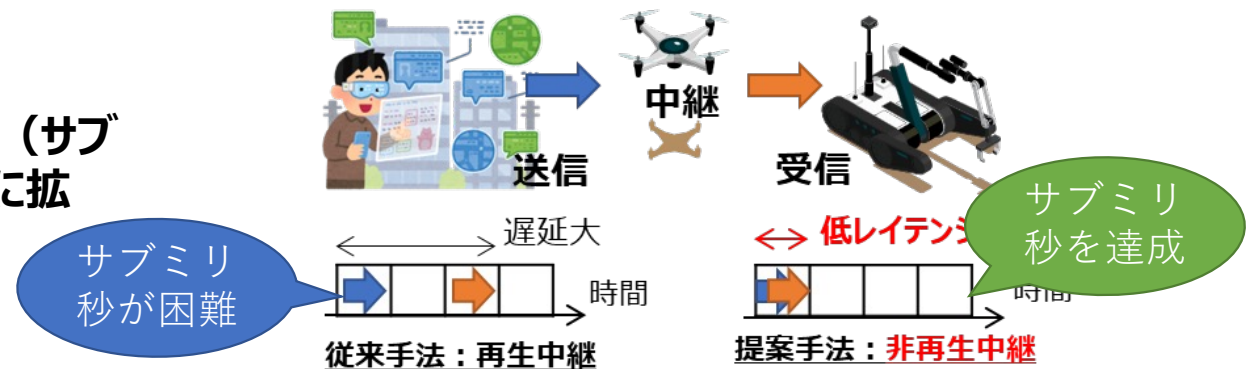 中継
（サブ
に拡
送信
受信
サブミリ
秒が困難
遅延大
時間
従来手法：再生中継
低レイテンシ
サブミリ
秒を達成
時間
提案手法：非再生中継